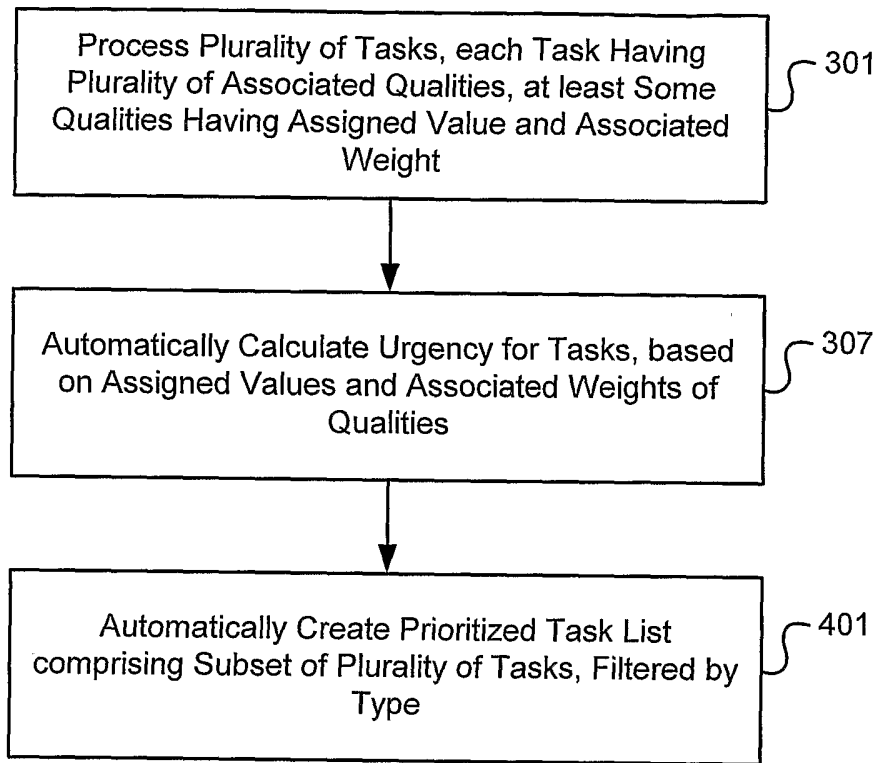 Process Plurality of Tasks, each Task Having
Plurality of Associated Qualities, at least Some
Qualities Having Assigned Value and Associated
Weight
301
Automatically Calculate Urgency for Tasks, based
on Assigned Values and Associated Weights of
Qualities
307
Automatically Create Prioritized Task List
comprising Subset of Plurality of Tasks, Filtered by
Type
401